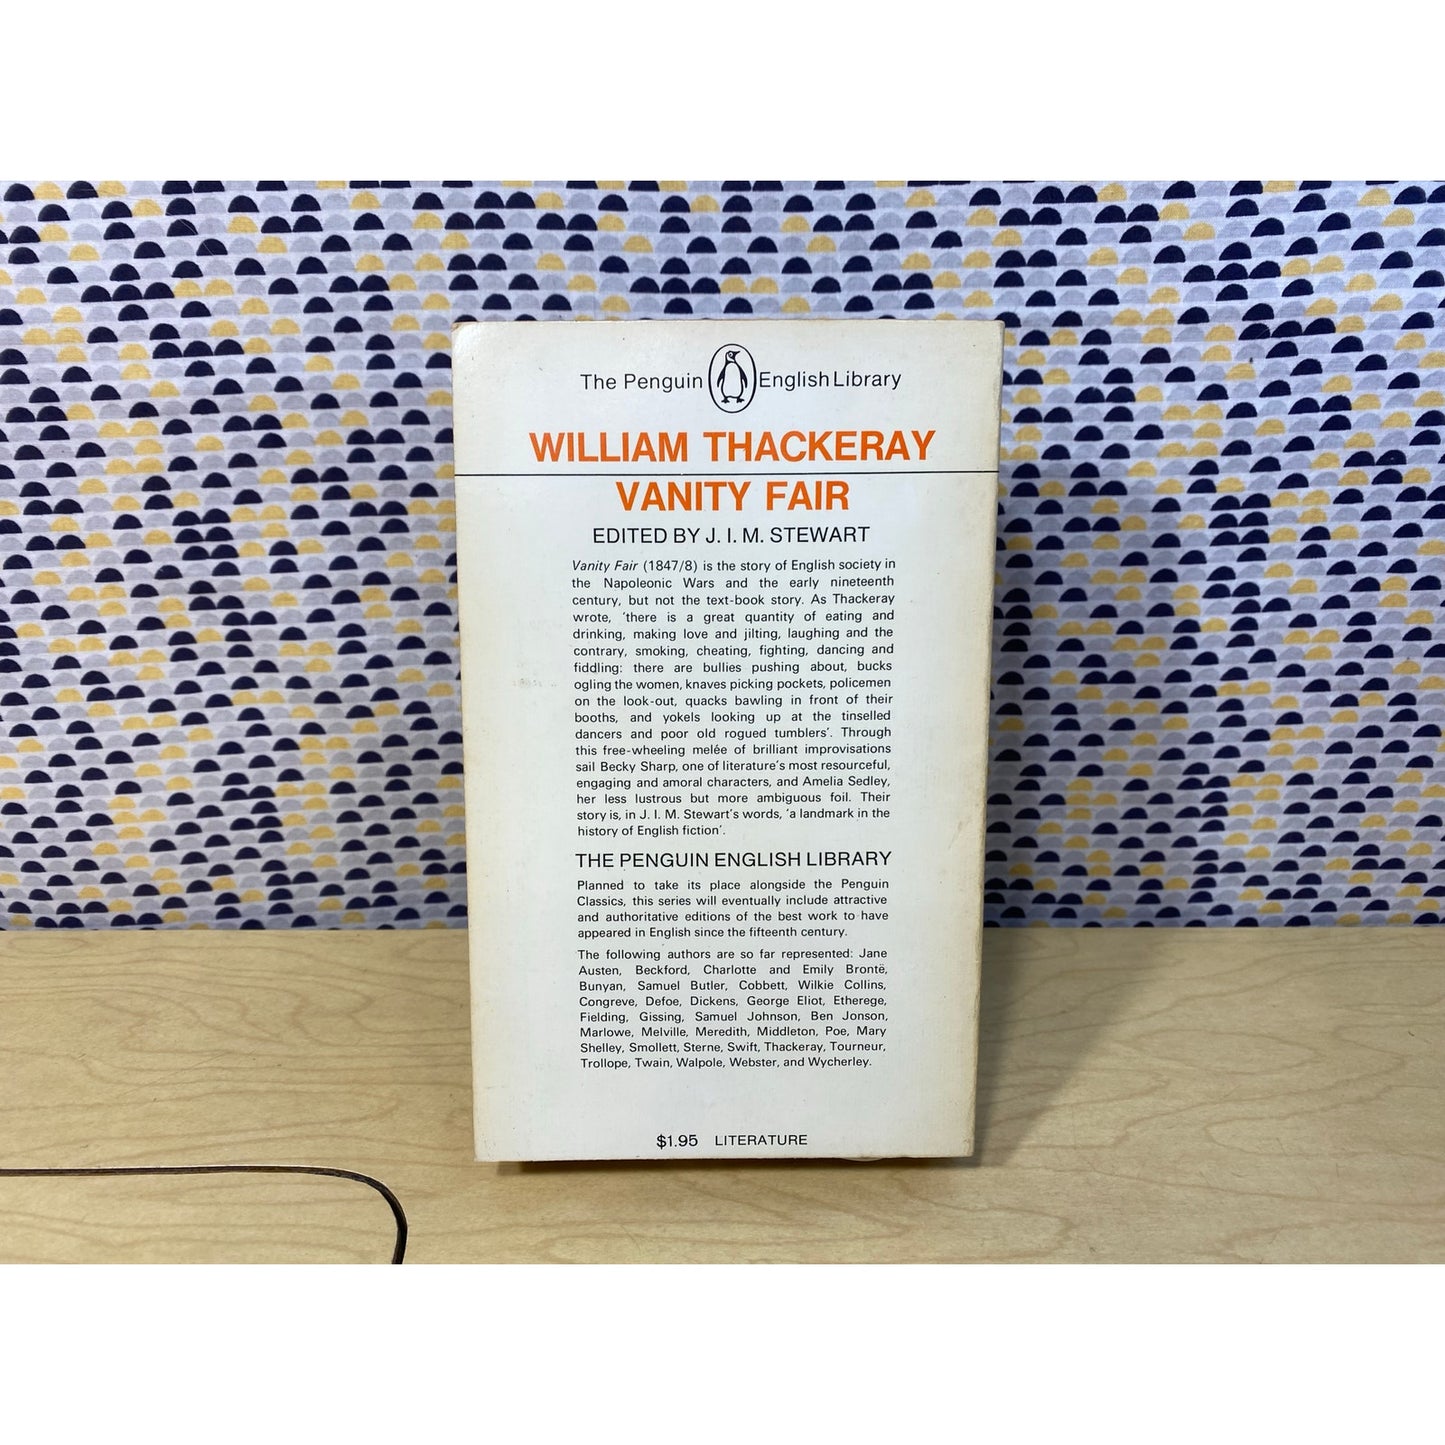 The Penguin English Library
WILLIAM THACKERAY
VANITY FAIR
EDITED BY J. I. M. STEWART
Vanity Fair (1847/8) is the story of English society in
the Napoleonic Wars and the early nineteenth
century, but not the text-book story. As Thackeray
wrote, 'there is a great quantity of eating and
drinking, making love and jilting, laughing and the
contrary, smoking, cheating, fighting, dancing and
fiddling: there are bullies pushing about, bucks
ogling the women, knaves picking pockets, policemen
on the look-out, quacks bawling in front of their
booths, and yokels looking up at the tinselled
dancers and poor old rogued tumblers'. Through
this free-wheeling melée of brilliant improvisations
sail Becky Sharp, one of literature's most resourceful,
engaging and amoral characters, and Amelia Sedley,
her less lustrous but more ambiguous foil. Their
story is, in J. I. M. Stewart's words, 'a landmark in the
history of English fiction'.
THE PENGUIN ENGLISH LIBRARY
Planned to take its place alongside the Penguin
Classics, this series will eventually include attractive
and authoritative editions of the best work to have
appeared in English since the fifteenth century.
The following authors are so far represented: Jane
Austen, Beckford, Charlotte and Emily Brontë,
Bunyan, Samuel Butler, Cobbett, Wilkie Collins,
Congreve, Defoe, Dickens, George Eliot, Etherege,
Fielding, Gissing, Samuel Johnson, Ben Jonson,
Marlowe, Melville, Meredith, Middleton, Poe, Mary
Shelley, Smollett, Sterne, Swift, Thackeray, Tourneur,
Trollope, Twain, Walpole, Webster, and Wycherley.
$1.95 LITERATURE